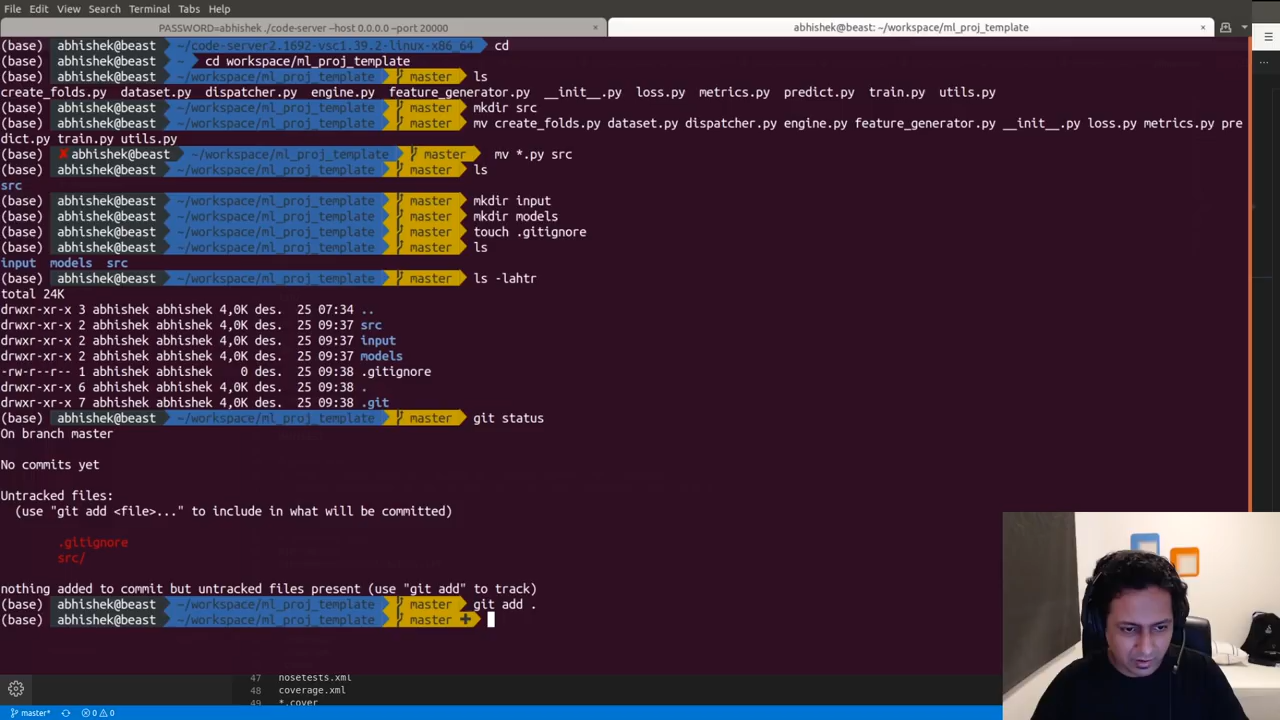 File Edit View Search Terminal Tabs Help
PASSWORD=abhishek ./code-server --host 0.0.0.0 --port 20000 × abhishek@beast: ~/workspace/ml_proj_template ×
(base) abhishek@beast ~/code-server2.1692-vsc1.39.2-linux-x86_64 cd
(base) abhishek@beast ~ cd workspace/ml_proj_template
(base) abhishek@beast ~/workspace/ml_proj_template master ls
create_folds.py dataset.py dispatcher.py engine.py feature_generator.py __init__.py loss.py metrics.py predict.py train.py utils.py
(base) abhishek@beast ~/workspace/ml_proj_template master mkdir src
(base) abhishek@beast ~/workspace/ml_proj_template master mv create_folds.py dataset.py dispatcher.py engine.py feature_generator.py __init__.py loss.py metrics.py pre
dict.py train.py utils.py
(base) ✘ abhishek@beast ~/workspace/ml_proj_template master mv *.py src
(base) abhishek@beast ~/workspace/ml_proj_template master ls
src
(base) abhishek@beast ~/workspace/ml_proj_template master mkdir input
(base) abhishek@beast ~/workspace/ml_proj_template master mkdir models
(base) abhishek@beast ~/workspace/ml_proj_template master touch .gitignore
(base) abhishek@beast ~/workspace/ml_proj_template master ls
input models src
(base) abhishek@beast ~/workspace/ml_proj_template master ls -lahtr
total 24K
drwxr-xr-x 3 abhishek abhishek 4,0K des. 25 07:34 ..
drwxr-xr-x 2 abhishek abhishek 4,0K des. 25 09:37 src
drwxr-xr-x 2 abhishek abhishek 4,0K des. 25 09:37 input
drwxr-xr-x 2 abhishek abhishek 4,0K des. 25 09:37 models
-rw-r--r-- 1 abhishek abhishek 0 des. 25 09:38 .gitignore
drwxr-xr-x 6 abhishek abhishek 4,0K des. 25 09:38 .
drwxr-xr-x 7 abhishek abhishek 4,0K des. 25 09:38 .git
(base) abhishek@beast ~/workspace/ml_proj_template master git status
On branch master
No commits yet
Untracked files:
(use "git add <file>..." to include in what will be committed)
.gitignore
src/
nothing added to commit but untracked files present (use "git add" to track)
(base) abhishek@beast ~/workspace/ml_proj_template master git add .
(base) abhishek@beast ~/workspace/ml_proj_template master ✚
47 nosetests.xml
48 coverage.xml
49 *.cover
master* 0 0